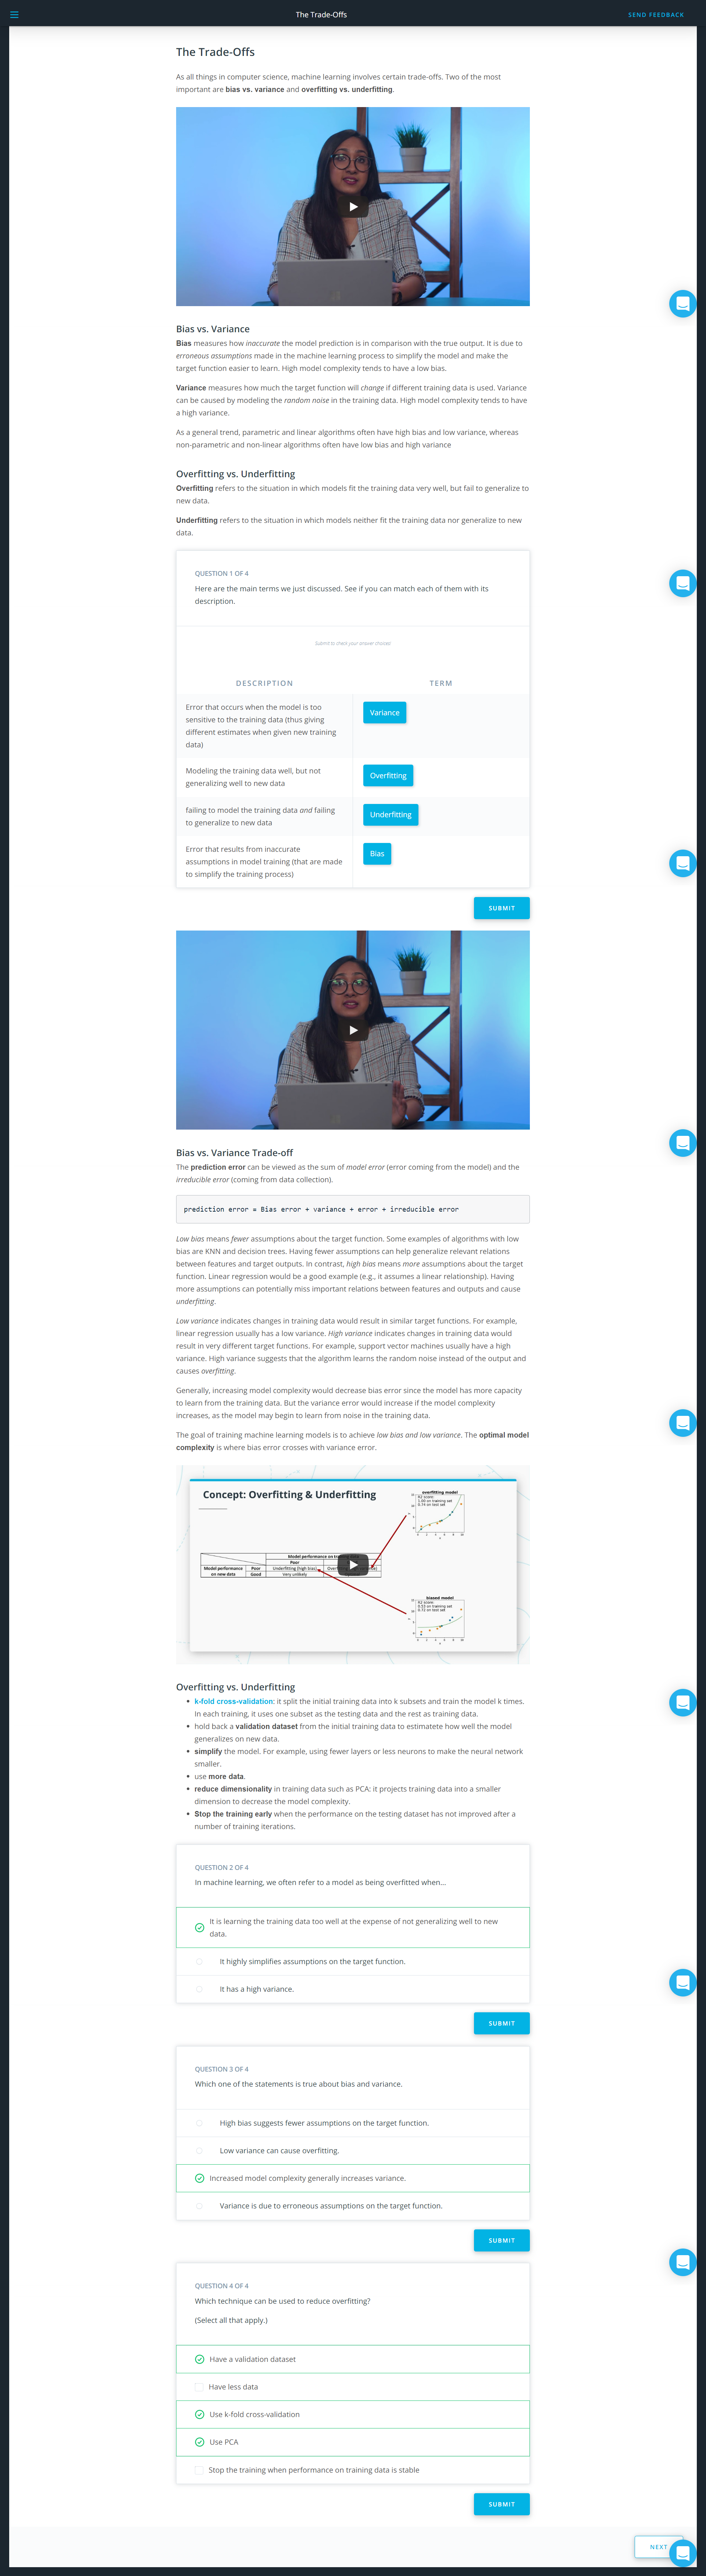 The Trade-Offs
SEND FEEDBACK
The Trade-Offs
As all things in computer science, machine learning involves certain trade-offs. Two of the most
important are bias vs. variance and overfitting vs. underfitting.
Bias vs. Variance
Bias measures how inaccurate the model prediction is in comparison with the true output. It is due to
erroneous assumptions made in the machine learning process to simplify the model and make the
target function easier to learn. High model complexity tends to have a low bias.
Variance measures how much the target function will change if different training data is used. Variance
can be caused by modeling the random noise in the training data. High model complexity tends to have
a high variance.
As a general trend, parametric and linear algorithms often have high bias and low variance, whereas
non-parametric and non-linear algorithms often have low bias and high variance
Overfitting vs. Underfitting
Overfitting refers to the situation in which models fit the training data very well, but fail to generalize to
new data.
Underfitting refers to the situation in which models neither fit the training data nor generalize to new
data.
QUESTION 1 OF 4
Here are the main terms we just discussed. See if you can match each of them with its
description.
Submit to check your answer choices!
DESCRIPTION
TERM
Error that occurs when the model is too
sensitive to the training data (thus giving
different estimates when given new training
data)
Variance
Modeling the training data well, but not
generalizing well to new data
Overfitting
failing to model the training data and failing
to generalize to new data
Underfitting
Error that results from inaccurate
assumptions in model training (that are made
to simplify the training process)
Bias
SUBMIT
Bias vs. Variance Trade-off
The prediction error can be viewed as the sum of model error (error coming from the model) and the
irreducible error (coming from data collection).
prediction error = Bias error + variance + error + irreducible error
Low bias means fewer assumptions about the target function. Some examples of algorithms with low
bias are KNN and decision trees. Having fewer assumptions can help generalize relevant relations
between features and target outputs. In contrast, high bias means more assumptions about the target
function. Linear regression would be a good example (e.g., it assumes a linear relationship). Having
more assumptions can potentially miss important relations between features and outputs and cause
underfitting.
Low variance indicates changes in training data would result in similar target functions. For example,
linear regression usually has a low variance. High variance indicates changes in training data would
result in very different target functions. For example, support vector machines usually have a high
variance. High variance suggests that the algorithm learns the random noise instead of the output and
causes overfitting.
Generally, increasing model complexity would decrease bias error since the model has more capacity
to learn from the training data. But the variance error would increase if the model complexity
increases, as the model may begin to learn from noise in the training data.
The goal of training machine learning models is to achieve low bias and low variance. The optimal model
complexity is where bias error crosses with variance error.
Concept: Overfitting & Underfitting
overfitting model
R2 score:
1.00 on training set
0.74 on test set
Model performance on
Poor
Model performance
on new data
Poor
Underfitting (high bias)
Good
Very unlikely
biased model
R2 score:
0.53 on training set
0.72 on test set
Overfitting vs. Underfitting
k-fold cross-validation: it split the initial training data into k subsets and train the model k times.
In each training, it uses one subset as the testing data and the rest as training data.
hold back a validation dataset from the initial training data to estimatete how well the model
generalizes on new data.
simplify the model. For example, using fewer layers or less neurons to make the neural network
smaller.
use more data.
reduce dimensionality in training data such as PCA: it projects training data into a smaller
dimension to decrease the model complexity.
Stop the training early when the performance on the testing dataset has not improved after a
number of training iterations.
QUESTION 2 OF 4
In machine learning, we often refer to a model as being overfitted when...
It is learning the training data too well at the expense of not generalizing well to new
data.
It highly simplifies assumptions on the target function.
It has a high variance.
SUBMIT
QUESTION 3 OF 4
Which one of the statements is true about bias and variance.
High bias suggests fewer assumptions on the target function.
Low variance can cause overfitting.
Increased model complexity generally increases variance.
Variance is due to erroneous assumptions on the target function.
SUBMIT
QUESTION 4 OF 4
Which technique can be used to reduce overfitting?
(Select all that apply.)
Have a validation dataset
Have less data
Use k-fold cross-validation
Use PCA
Stop the training when performance on training data is stable
SUBMIT
NEXT